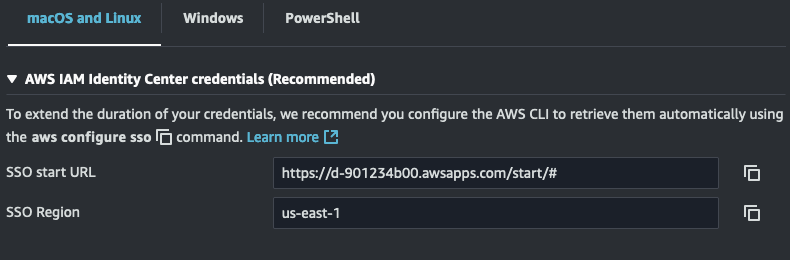 macOS and Linux Windows PowerShell
AWS IAM Identity Center credentials (Recommended)
To extend the duration of your credentials, we recommend you configure the AWS CLI to retrieve them automatically using
the aws configure sso command. Learn more
SSO start URL https://d-901234b00.awsapps.com/start/#
SSO Region us-east-1